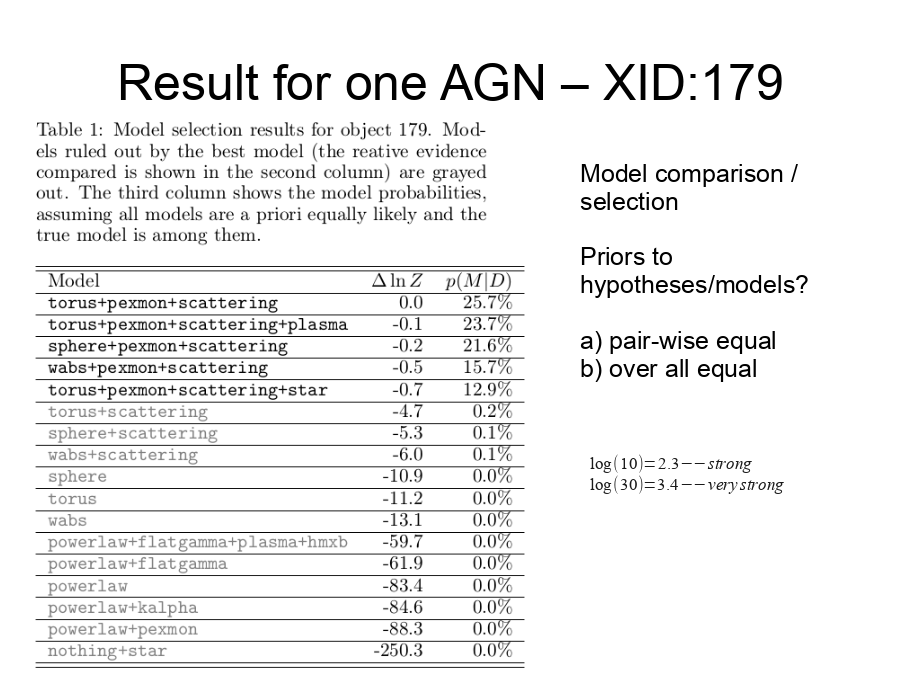 Result for one AGN – XID:179
Table 1: Model selection results for object 179. Mod-
els ruled out by the best model (the reative evidence
compared is shown in the second column) are grayed
out. The third column shows the model probabilities,
assuming all models are a priori equally likely and the
true model is among them.
Model Δ ln Z p(M|D)
torus+pexmon+scattering 0.0 25.7%
torus+pexmon+scattering+plasma -0.1 23.7%
sphere+pexmon+scattering -0.2 21.6%
wabs+pexmon+scattering -0.5 15.7%
torus+pexmon+scattering+star -0.7 12.9%
torus+scattering -4.7 0.2%
sphere+scattering -5.3 0.1%
wabs+scattering -6.0 0.1%
sphere -10.9 0.0%
torus -11.2 0.0%
wabs -13.1 0.0%
powerlaw+flatgamma+plasma+hmxb -59.7 0.0%
powerlaw+flatgamma -61.9 0.0%
powerlaw -83.4 0.0%
powerlaw+kalpha -84.6 0.0%
powerlaw+pexmon -88.3 0.0%
nothing+star -250.3 0.0%
Model comparison /
selection
Priors to
hypotheses/models?
a) pair-wise equal
b) over all equal
log(10)=2.3−−strong
log(30)=3.4−−very strong